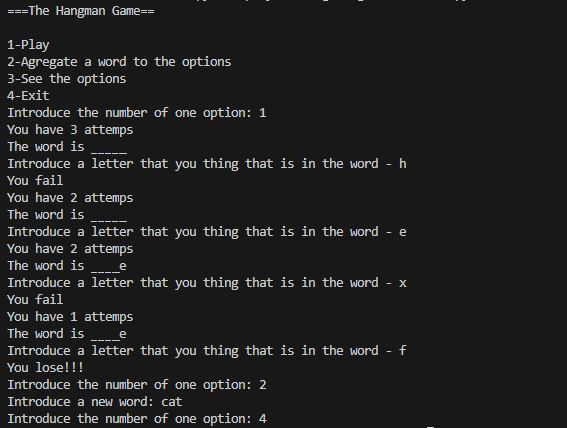 ===The Hangman Game==
1-Play
2-Agregate a word to the options
3-See the options
4-Exit
Introduce the number of one option: 1
You have 3 attemps
The word is _____
Introduce a letter that you thing that is in the word - h
You fail
You have 2 attemps
The word is _____
Introduce a letter that you thing that is in the word - e
You have 2 attemps
The word is ____e
Introduce a letter that you thing that is in the word - x
You fail
You have 1 attemps
The word is ____e
Introduce a letter that you thing that is in the word - f
You lose!!!
Introduce the number of one option: 2
Introduce a new word: cat
Introduce the number of one option: 4